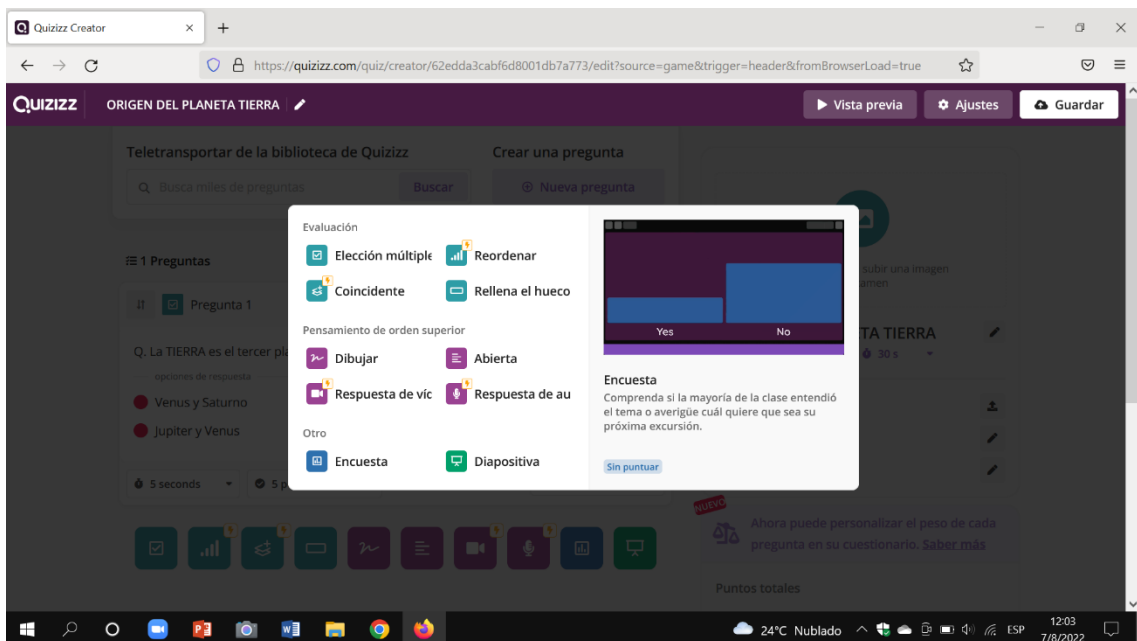 Quizizz Creator
https://quizizz.com/quiz/creator/62edda3cabf6d8001db7a773/edit?source=game&trigger=header&fromBrowserLoad=true
QUIZIZZ ORIGEN DEL PLANETA TIERRA Vista previa Ajustes Guardar
Teletransportar de la biblioteca de Quizizz Crear una pregunta
Busca miles de preguntas Buscar Nueva pregunta
Evaluación
Elección múltiple Reordenar
Coincidente Rellena el hueco
Pensamiento de orden superior
Dibujar Abierta
Respuesta de víc Respuesta de au
Otro
Encuesta Diapositiva
Yes No
Encuesta
Comprenda si la mayoría de la clase entendió
el tema o averigüe cuál quiere que sea su
próxima excursión.
Sin puntuar
1 Preguntas
Pregunta 1
Q. La TIERRA es el tercer pla
opciones de respuesta
Venus y Saturno
Jupiter y Venus
5 seconds 5 p
subir una imagen
amen
TA TIERRA
30 s
NUEVO
Ahora puede personalizar el peso de cada
pregunta en su cuestionario. Saber más
Puntos totales
24°C Nublado ESP 12:03
7/8/2022